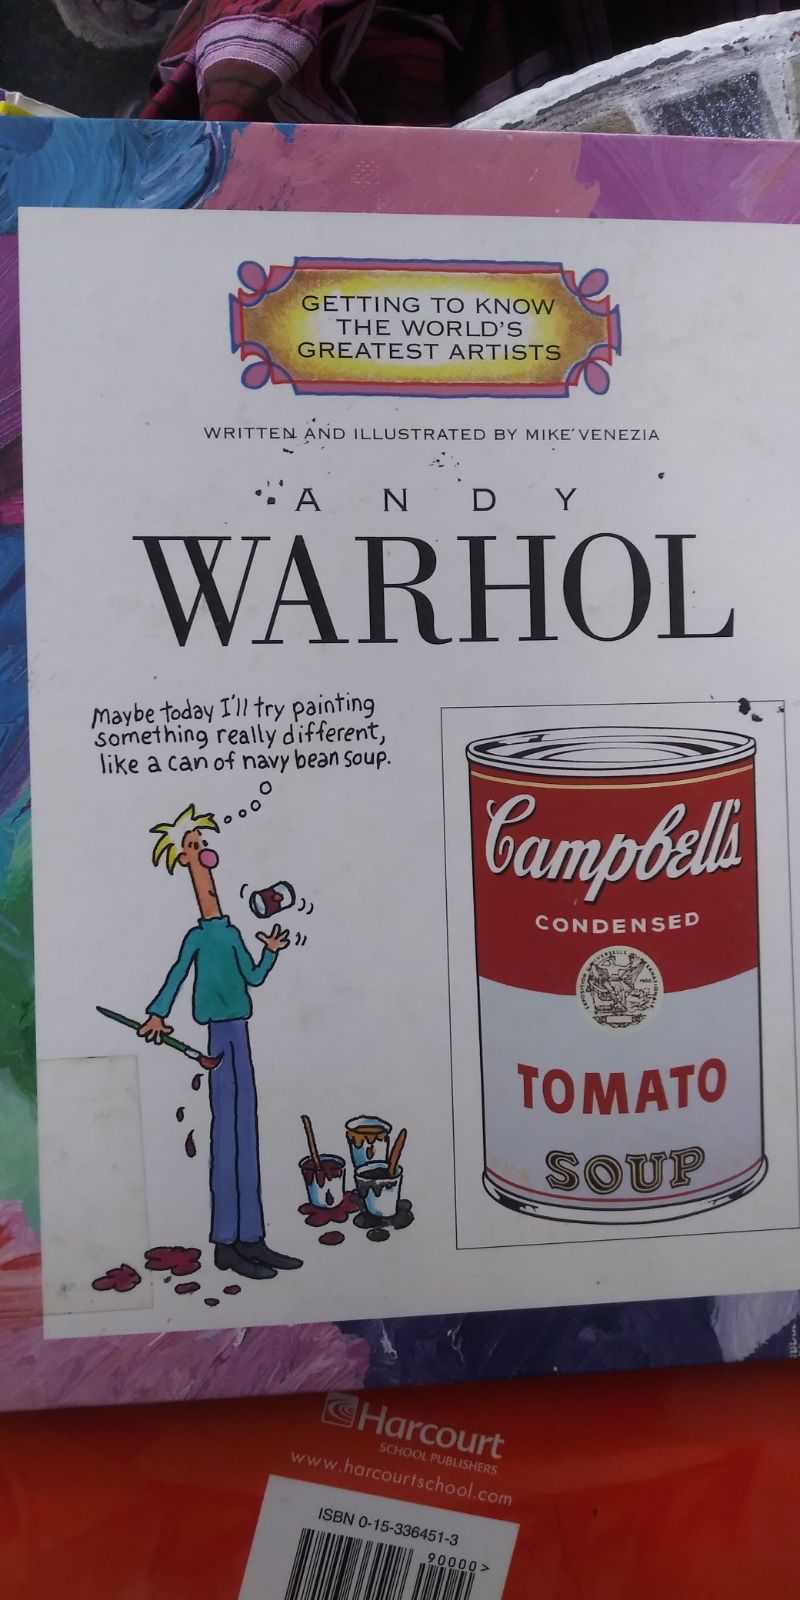 GETTING TO KNOW
THE WORLD'S
GREATEST ARTISTS
WRITTEN AND ILLUSTRATED BY MIKE VENEZIA
ANDY
WARHOL
Maybe today I'll try painting
something really different,
like a can of navy bean soup.
Campbell's
CONDENSED
TOMATO
SOUP
Harcourt
SCHOOL PUBLISHERS
www.harcourtschool.com
ISBN 0-15-336451-3
90000>